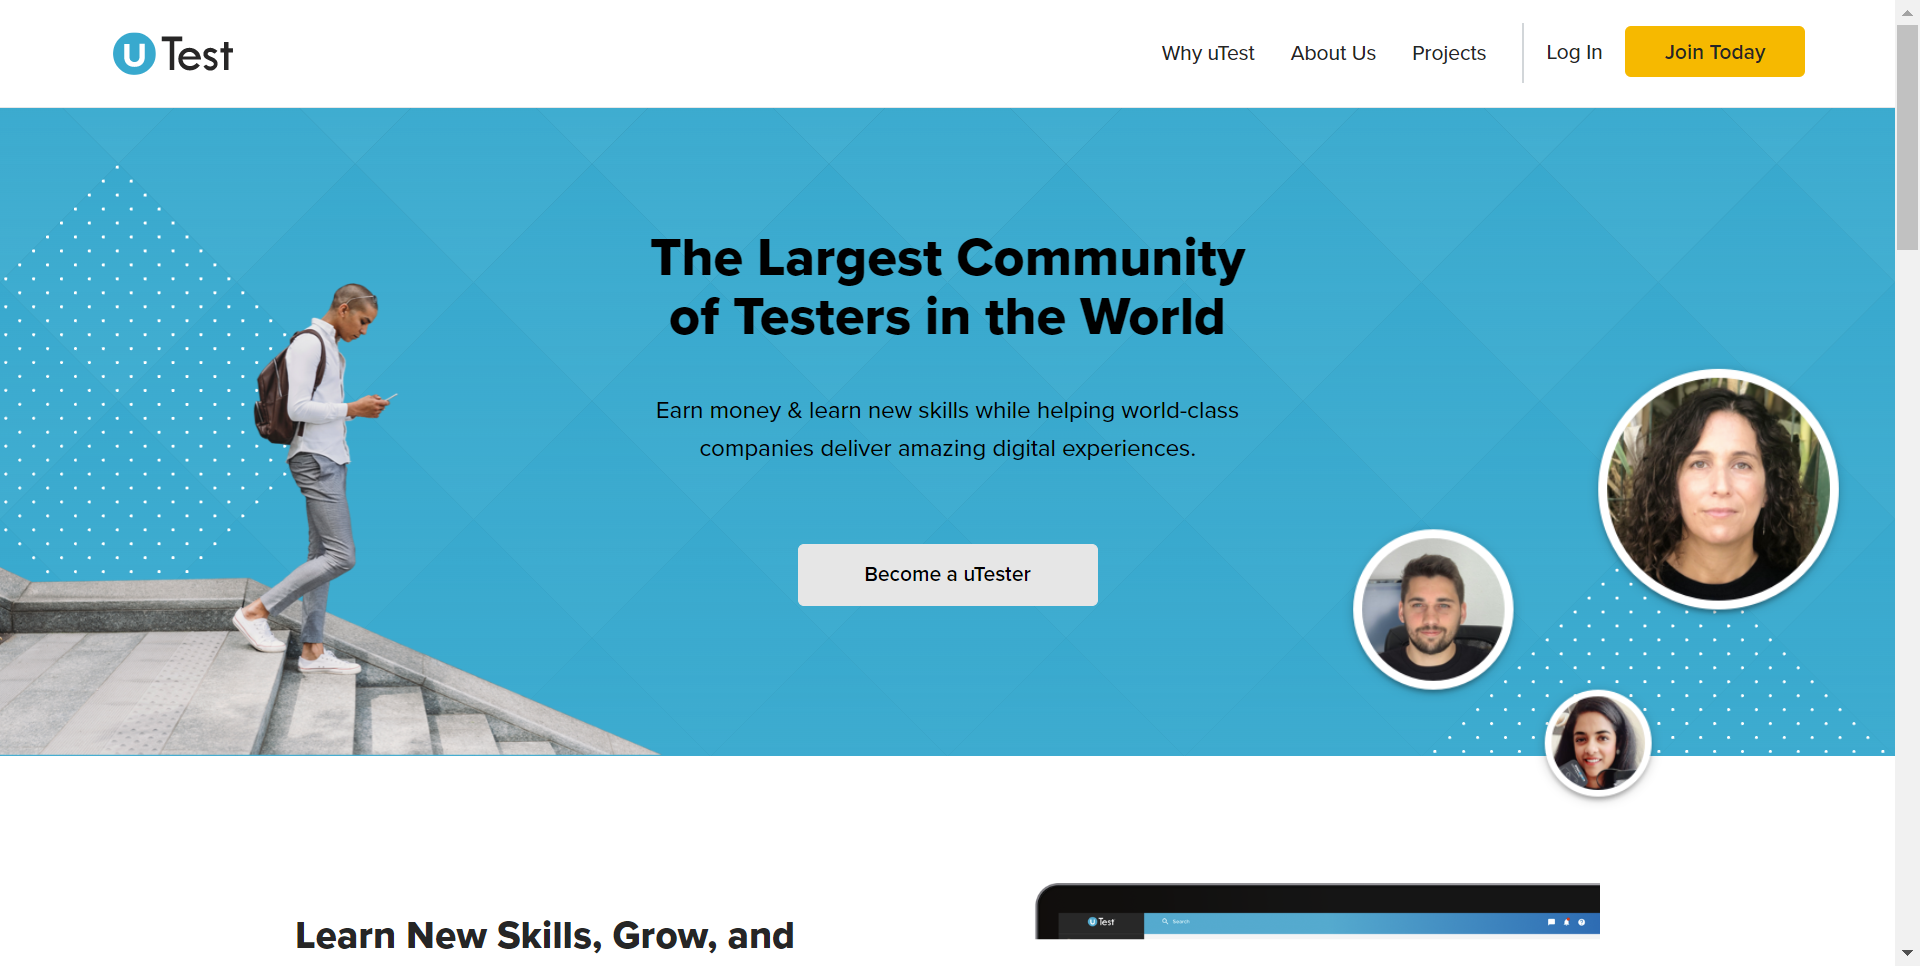 uTest
Why uTest
About Us
Projects
Log In
Join Today
The Largest Community
of Testers in the World
Earn money & learn new skills while helping world-class
companies deliver amazing digital experiences.
Become a uTester
Learn New Skills, Grow, and
uTest
Search